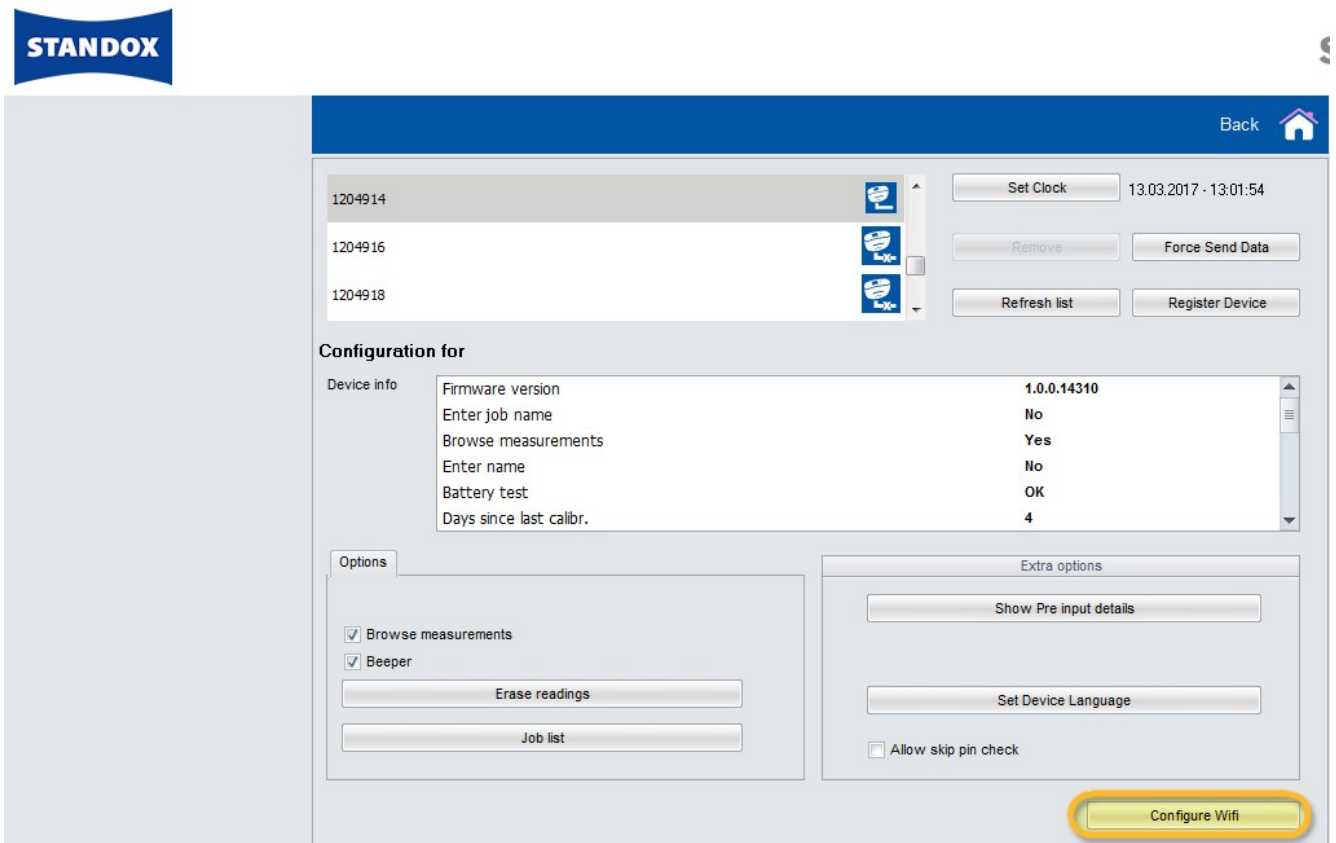 STANDOX
Back
1204914
1204916
1204918
Set Clock 13.03.2017 - 13:01:54
Remove Force Send Data
Refresh list Register Device
Configuration for
Device info
Firmware version 1.0.0.14310
Enter job name No
Browse measurements Yes
Enter name No
Battery test OK
Days since last calibr. 4
Options
Browse measurements
Beeper
Erase readings
Job list
Extra options
Show Pre input details
Set Device Language
Allow skip pin check
Configure Wifi